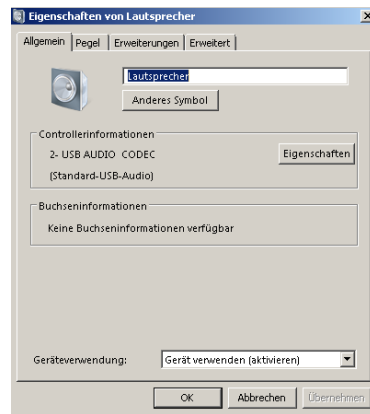 Eigenschaften von Lautsprecher
Allgemein Pegel Erweiterungen Erweitert
Lautsprecher
Anderes Symbol
Controllerinformationen
2- USB AUDIO CODEC
Eigenschaften
(Standard-USB-Audio)
Buchseninformationen
Keine Buchseninformationen verfügbar
Geräteverwendung: Gerät verwenden (aktivieren)
OK Abbrechen Übernehmen